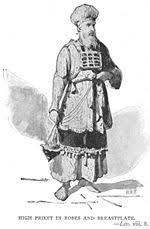 HIGH PRIEST IN ROBES AND BREASTPLATE.
—Lev. viii. 8.